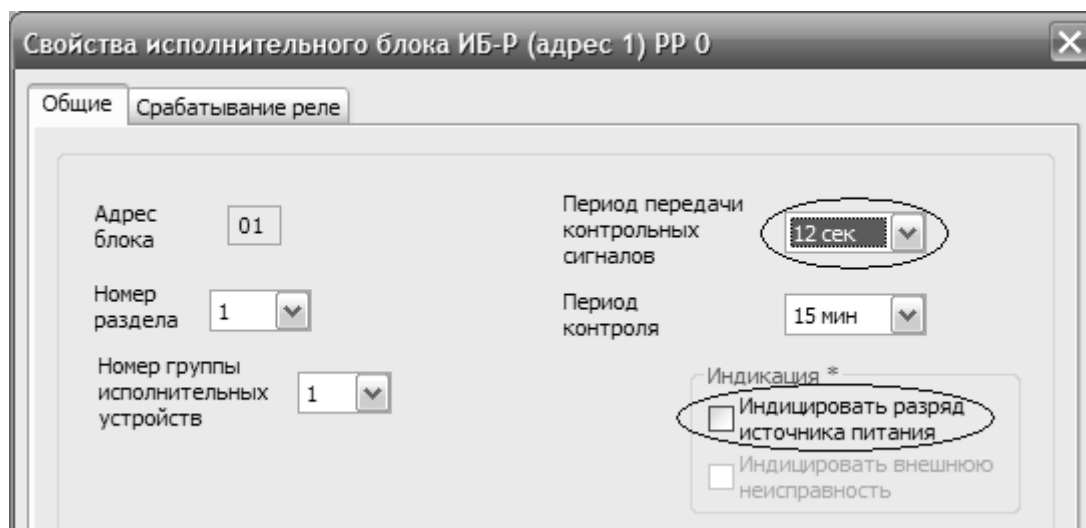 Свойства исполнительного блока ИБ-Р (адрес 1) РР 0
Общие
Срабатывание реле
Адрес
блока
01
Номер
раздела
1
Номер группы
исполнительных
устройств
1
Период передачи
контрольных
сигналов
12 сек
Период
контроля
15 мин
Индикация *
Индицировать разряд
источника питания
Индицировать внешнюю
неисправность